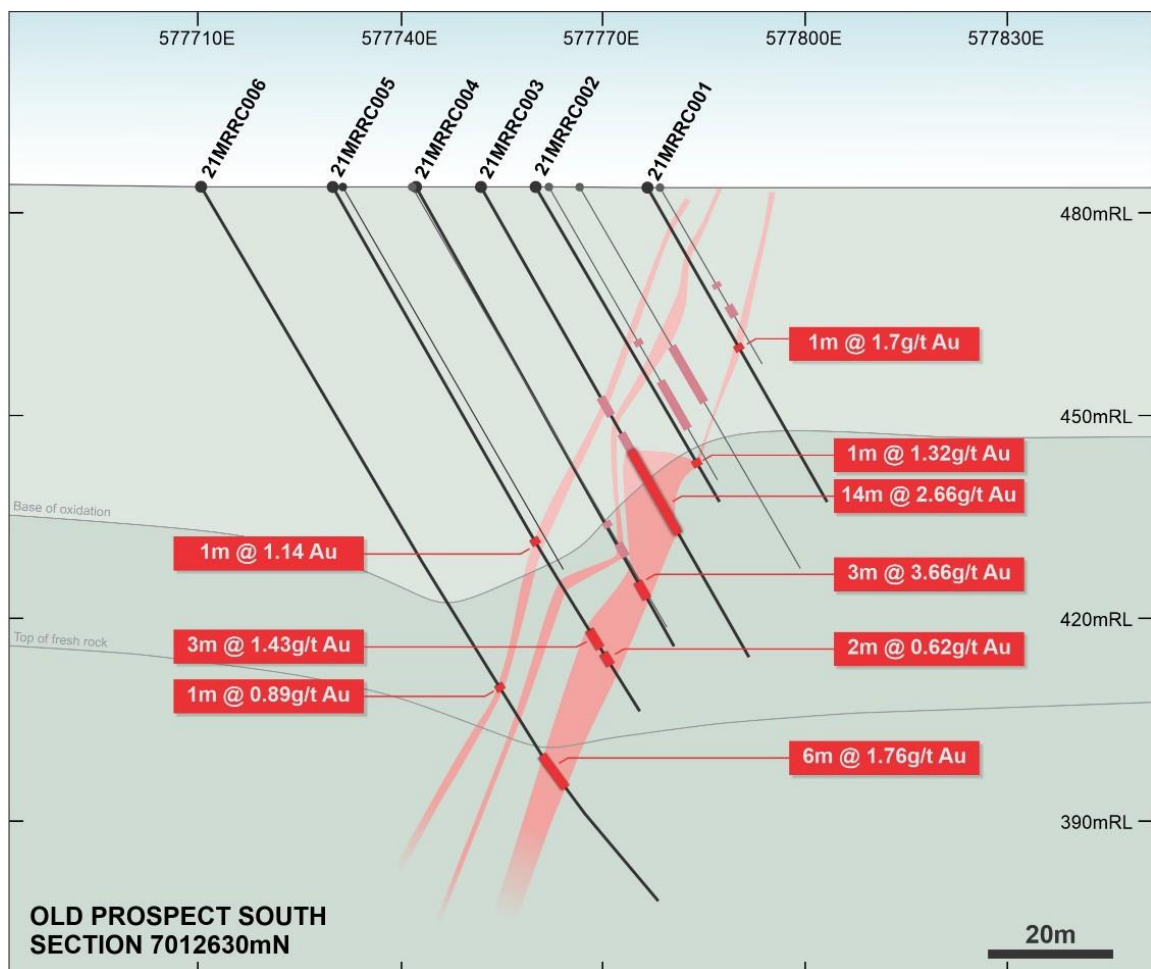 577710E
577740E
577770E
577800E
577830E
21MRRC006
21MRRC005
21MRRC004
21MRRC003
21MRRC002
21MRRC001
480mRL
1m @ 1.7g/t Au
450mRL
1m @ 1.32g/t Au
14m @ 2.66g/t Au
Base of oxidation
1m @ 1.14 Au
3m @ 3.66g/t Au
420mRL
Top of fresh rock
3m @ 1.43g/t Au
2m @ 0.62g/t Au
1m @ 0.89g/t Au
6m @ 1.76g/t Au
390mRL
OLD PROSPECT SOUTH
SECTION 7012630mN
20m